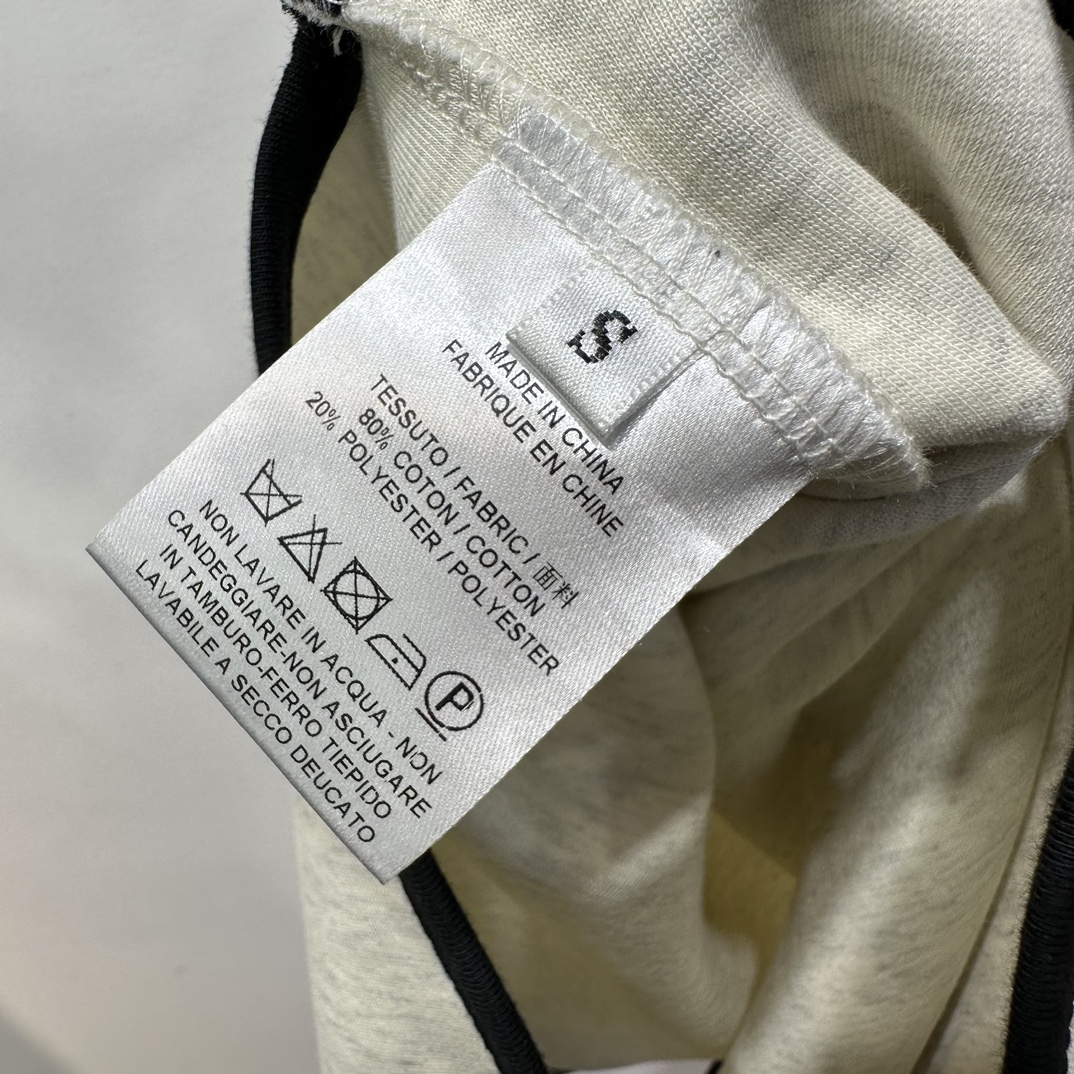 S
MADE IN CHINA
FABRIQUE EN CHINE
TESSUTO / FABRIC / 面料
80% COTON / COTTON
20% POLYESTER / POLYESTER
P
NON LAVARE IN ACQUA - NON
CANDEGGIARE-NON ASCIUGARE
IN TAMBURO-FERRO TIEPIDO
LAVABILE A SECCO DEUCATO